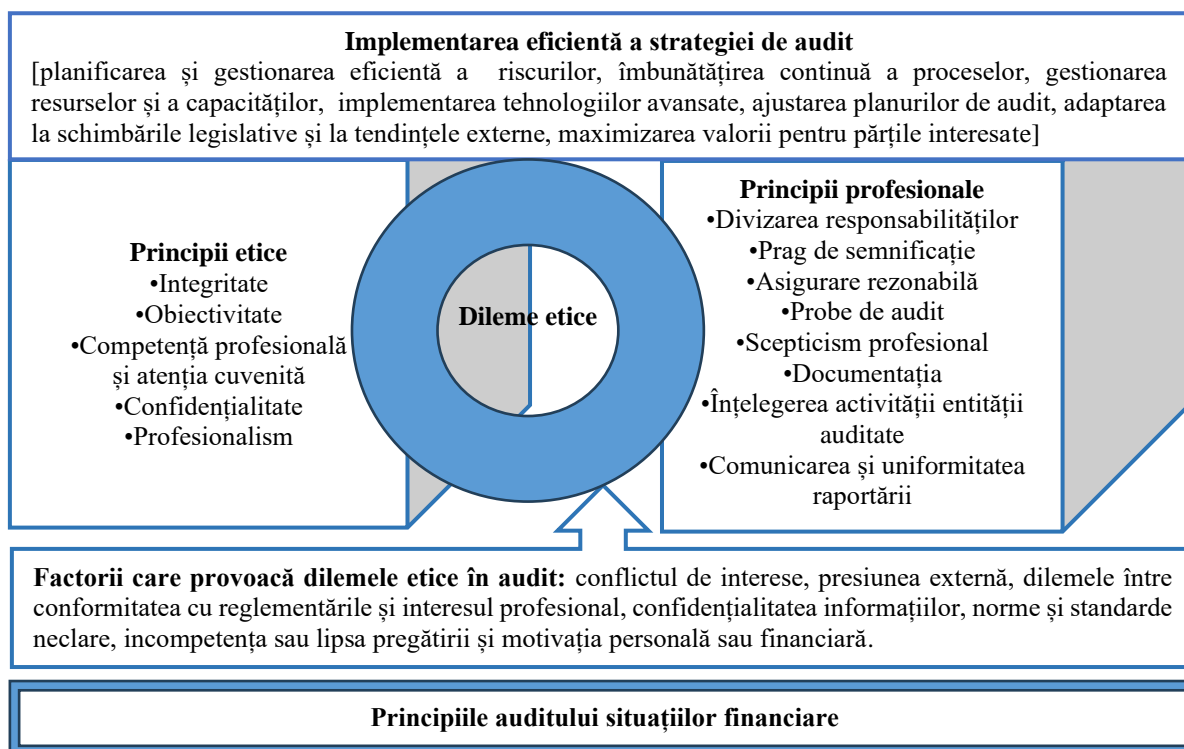 Implementarea eficientă a strategiei de audit
[planificarea și gestionarea eficientă a riscurilor, îmbunătățirea continuă a proceselor, gestionarea
resurselor și a capacităților, implementarea tehnologiilor avansate, ajustarea planurilor de audit, adaptarea
la schimbările legislative și la tendințele externe, maximizarea valorii pentru părțile interesate]
Principii etice
•Integritate
•Obiectivitate
•Competență profesională
și atenția cuvenită
•Confidențialitate
•Profesionalism
Dileme etice
Principii profesionale
•Divizarea responsabilităților
•Prag de semnificație
•Asigurare rezonabilă
•Probe de audit
•Scepticism profesional
•Documentația
•Înțelegerea activității entității
auditate
•Comunicarea și uniformitatea
raportării
Factorii care provoacă dilemele etice în audit: conflictul de interese, presiunea externă, dilemele între
conformitatea cu reglementările și interesul profesional, confidențialitatea informațiilor, norme și standarde
neclare, incompetența sau lipsa pregătirii și motivația personală sau financiară.
Principiile auditului situațiilor financiare